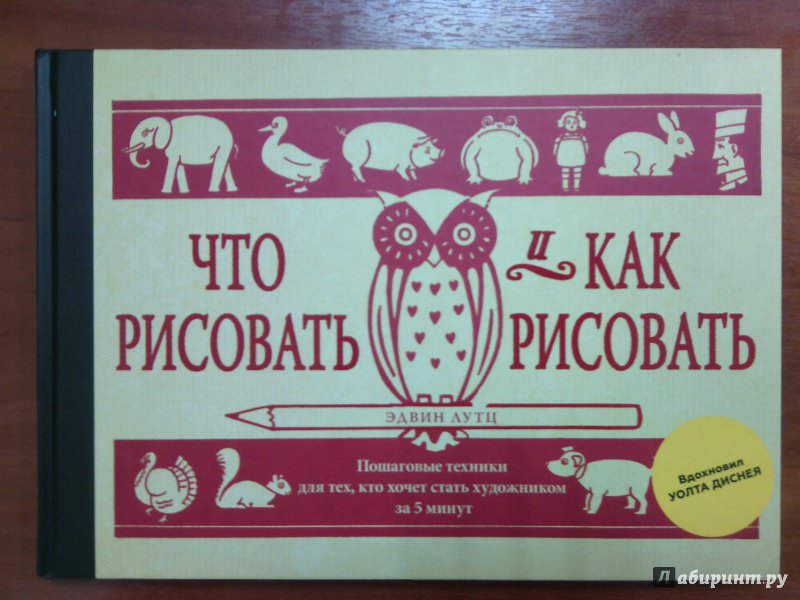 ЧТО
РИСОВАТЬ
И КАК
РИСОВАТЬ
ЭДВИН ЛУТЦ
Пошаговые техники
для тех, кто хочет стать художником
за 5 минут
Вдохновил
УОЛТА ДИСНЕЯ
Лабиринт.ру